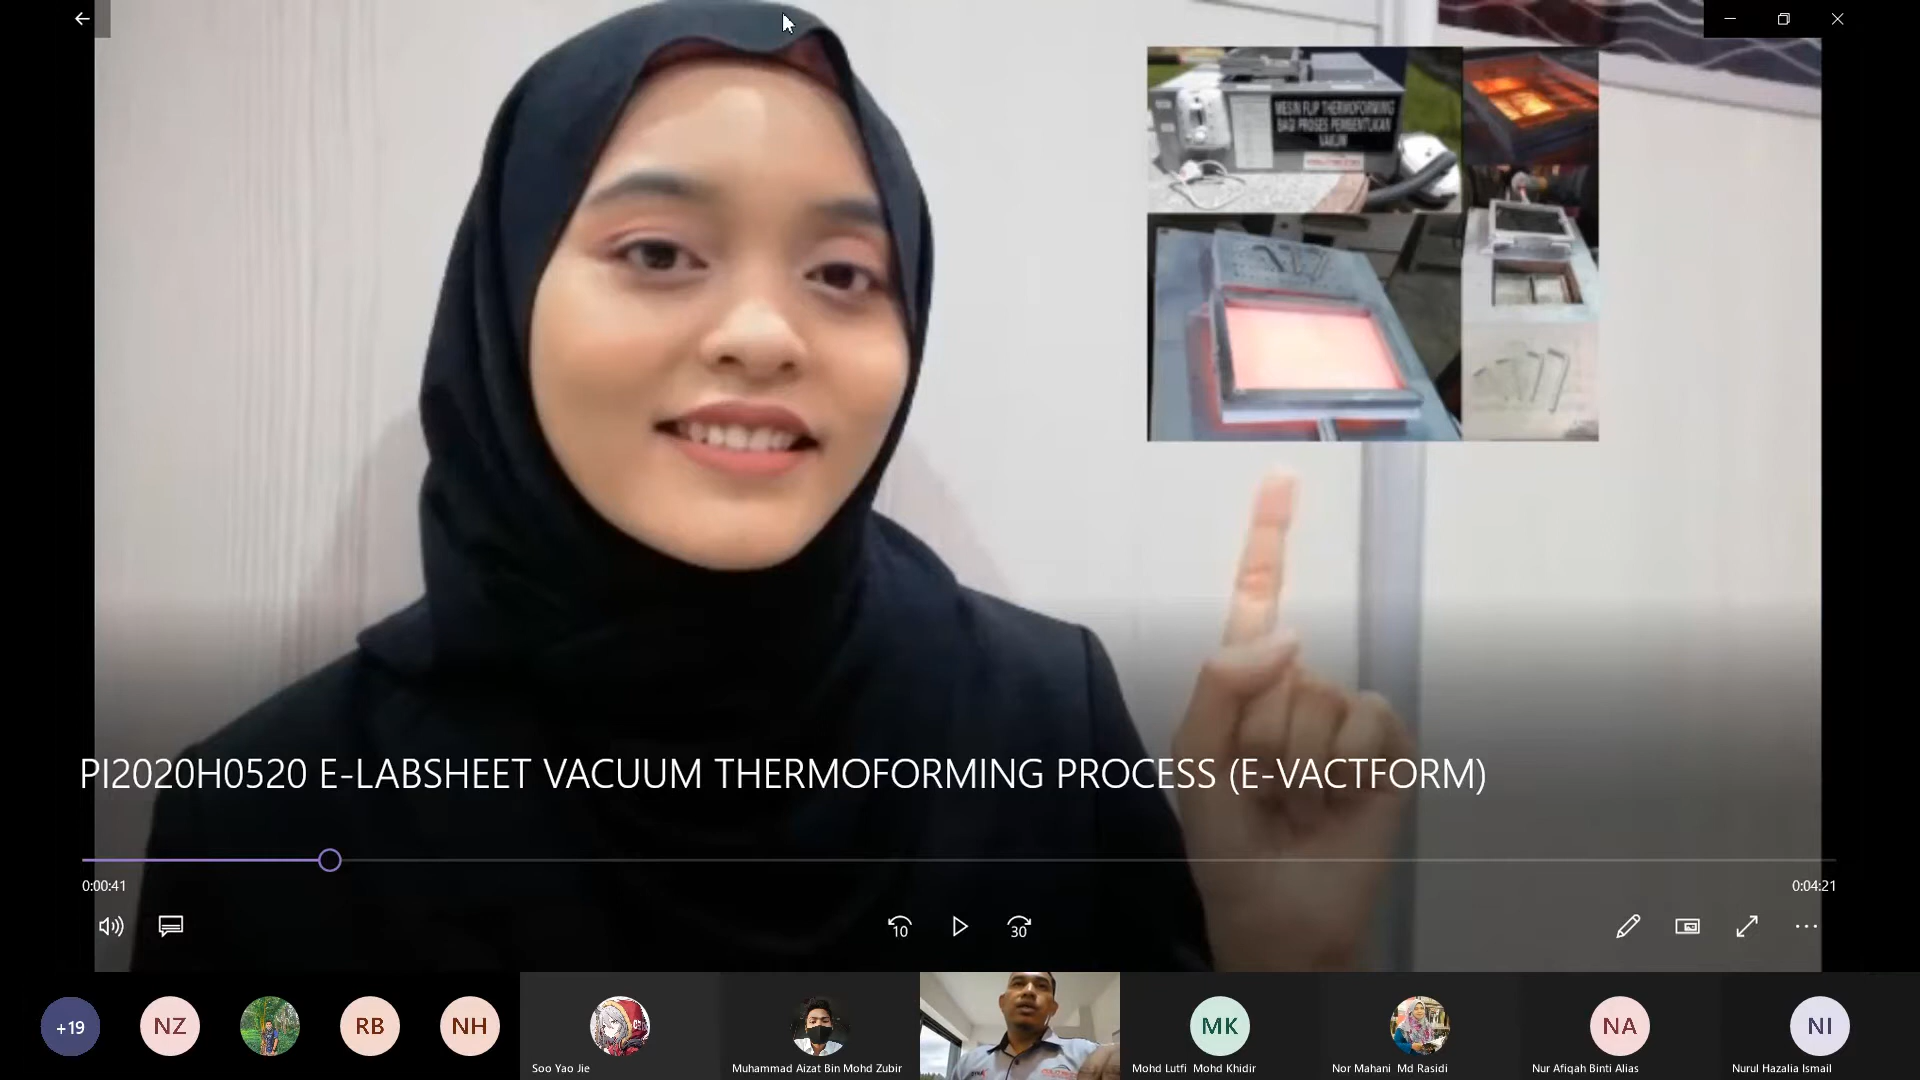 MESIN FLIP THERMOFORMING
BAGI PROSES PEMBENTUKAN
VAKUM
PI2020H0520 E-LABSHEET VACUUM THERMOFORMING PROCESS (E-VACTFORM)
0:00:41
0:04:21
10
30
+19
NZ
RB
NH
MK
NA
NI
Soo Yao Jie
Muhammad Aizat Bin Mohd Zubir
Mohd Lutfi Mohd Khidir
Nor Mahani Md Rasidi
Nur Afiqah Binti Alias
Nurul Hazalia Ismail